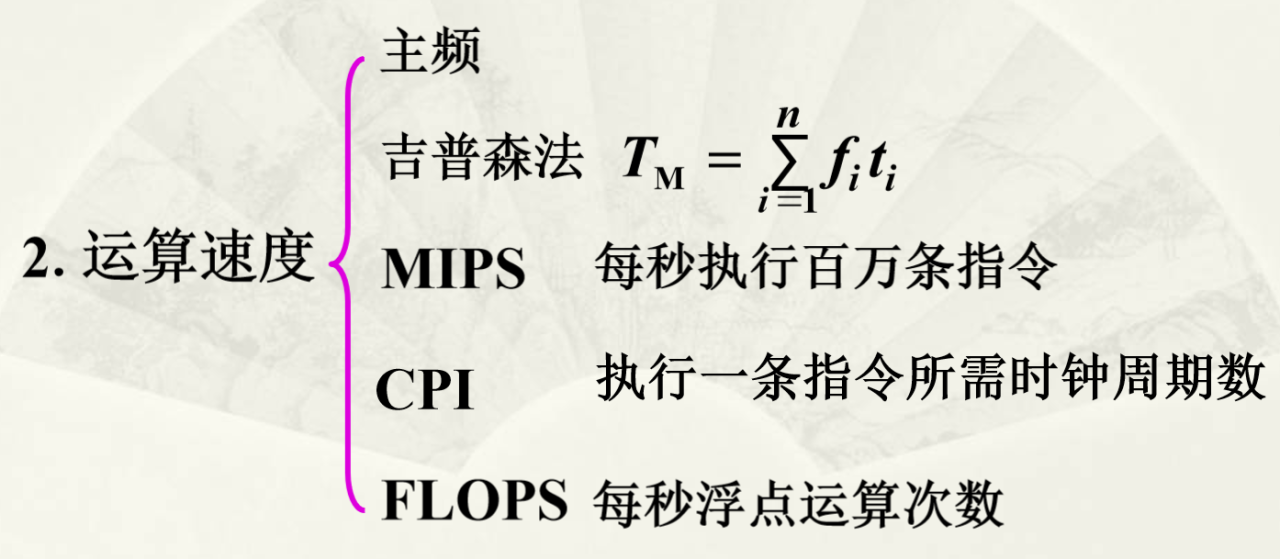 主频
吉普森法 T_M = \sum_{i=1}^{n} f_i t_i
2. 运算速度
MIPS 每秒执行百万条指令
CPI 执行一条指令所需时钟周期数
FLOPS 每秒浮点运算次数